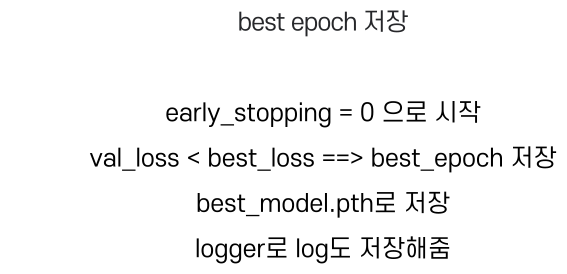 best epoch 저장
early_stopping = 0 으로 시작
val_loss < best_loss ==> best_epoch 저장
best_model.pth로 저장
logger로 log도 저장해줌